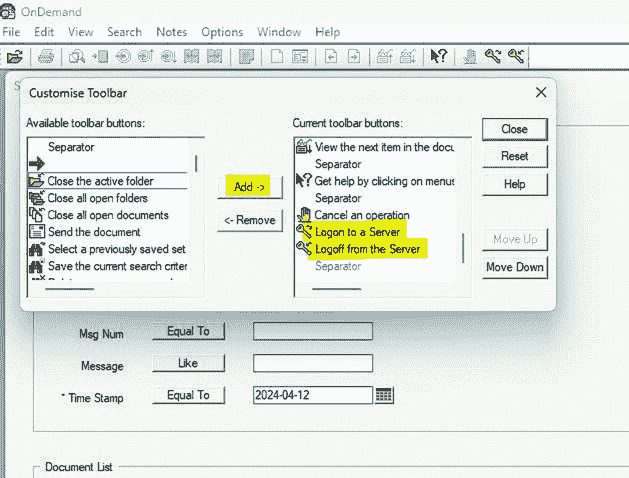 OnDemand
File Edit View Search Notes Options Window Help
Customise Toolbar
Available toolbar buttons:
Current toolbar buttons:
Separator
Close the active folder
Close all open folders
Close all open documents
Send the document
Select a previously saved set
Save the current search criter
Add ->
<- Remove
View the next item in the docu
Separator
Get help by clicking on menus
Separator
Cancel an operation
Logon to a Server
Logoff from the Server
Separator
Close
Reset
Help
Move Up
Move Down
Msg Num Equal To
Message Like
* Time Stamp Equal To 2024-04-12
Document List